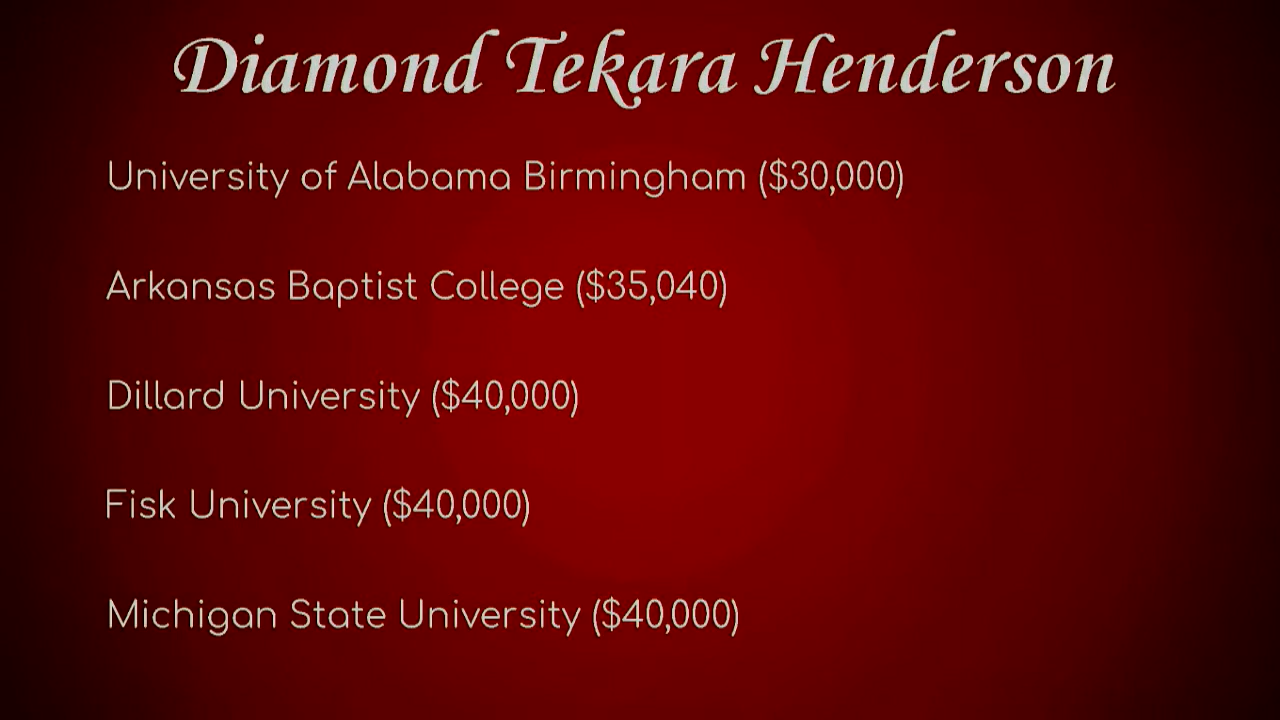 Diamond Tekara Henderson
University of Alabama Birmingham ($30,000)
Arkansas Baptist College ($35,040)
Dillard University ($40,000)
Fisk University ($40,000)
Michigan State University ($40,000)